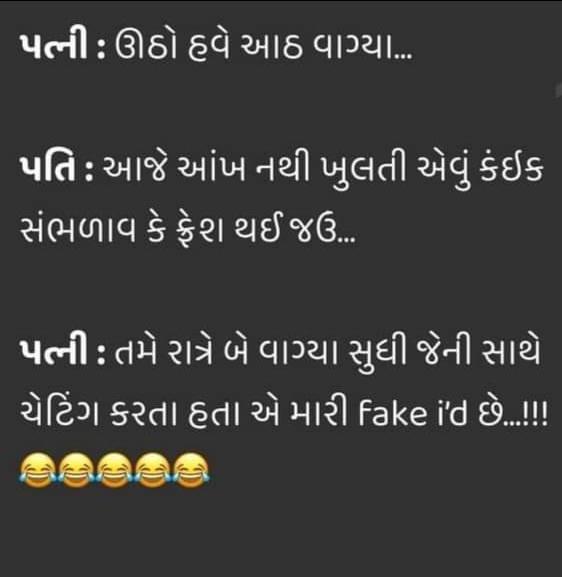 પત્ની : ઊઠો હવે આઠ વાગ્યા...
પતિ : આજે આંખ નથી ખુલતી એવું કંઈક
સંભળાવ કે ફ્રેશ થઈ જઉ...
પત્ની : તમે રાત્રે બે વાગ્યા સુધી જેની સાથે
ચેટિંગ કરતા હતા એ મારી fake i'd છે...!!!
😂😂😂😂😂